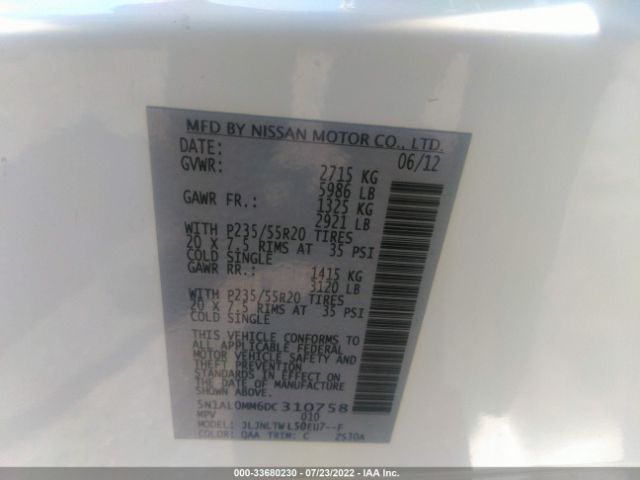 MFD BY NISSAN MOTOR CO., LTD.
DATE: 06/12
GVWR: 2715 KG
5986 LB
GAWR FR.: 1325 KG
2921 LB
WITH P235/55R20 TIRES
20 X 7.5 RIMS AT 35 PSI
COLD SINGLE
GAWR RR.: 1415 KG
3120 LB
WITH P235/55R20 TIRES
20 X 7.5 RIMS AT 35 PSI
COLD SINGLE
THIS VEHICLE CONFORMS TO
ALL APPLICABLE FEDERAL
MOTOR VEHICLE SAFETY AND
THEFT PREVENTION
STANDARDS IN EFFECT ON
THE DATE OF MANUFACTURE
SHOWN ABOVE.
5N1AL0MM6DC 310758
MPV 010
MODEL: JLJNLTWL50EU7--F
COLOR: QAA TRIM: C 2S30A
000-33680230 - 07/23/2022 - IAA Inc.